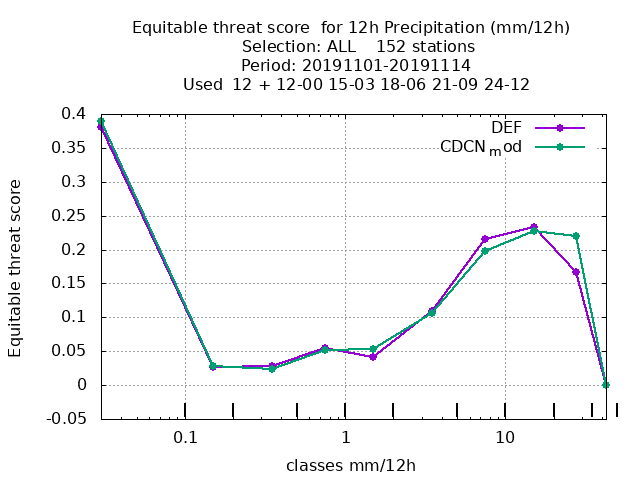 Equitable threat score  for 12h Precipitation (mm/12h)
Selection: ALL    152 stations
Period: 20191101-20191114
Used  12 + 12-00 15-03 18-06 21-09 24-12
DEF
CDCNmod
0.4
0.35
0.3
0.25
0.2
0.15
0.1
0.05
0
-0.05
Equitable threat score
0.1 1 10
classes mm/12h